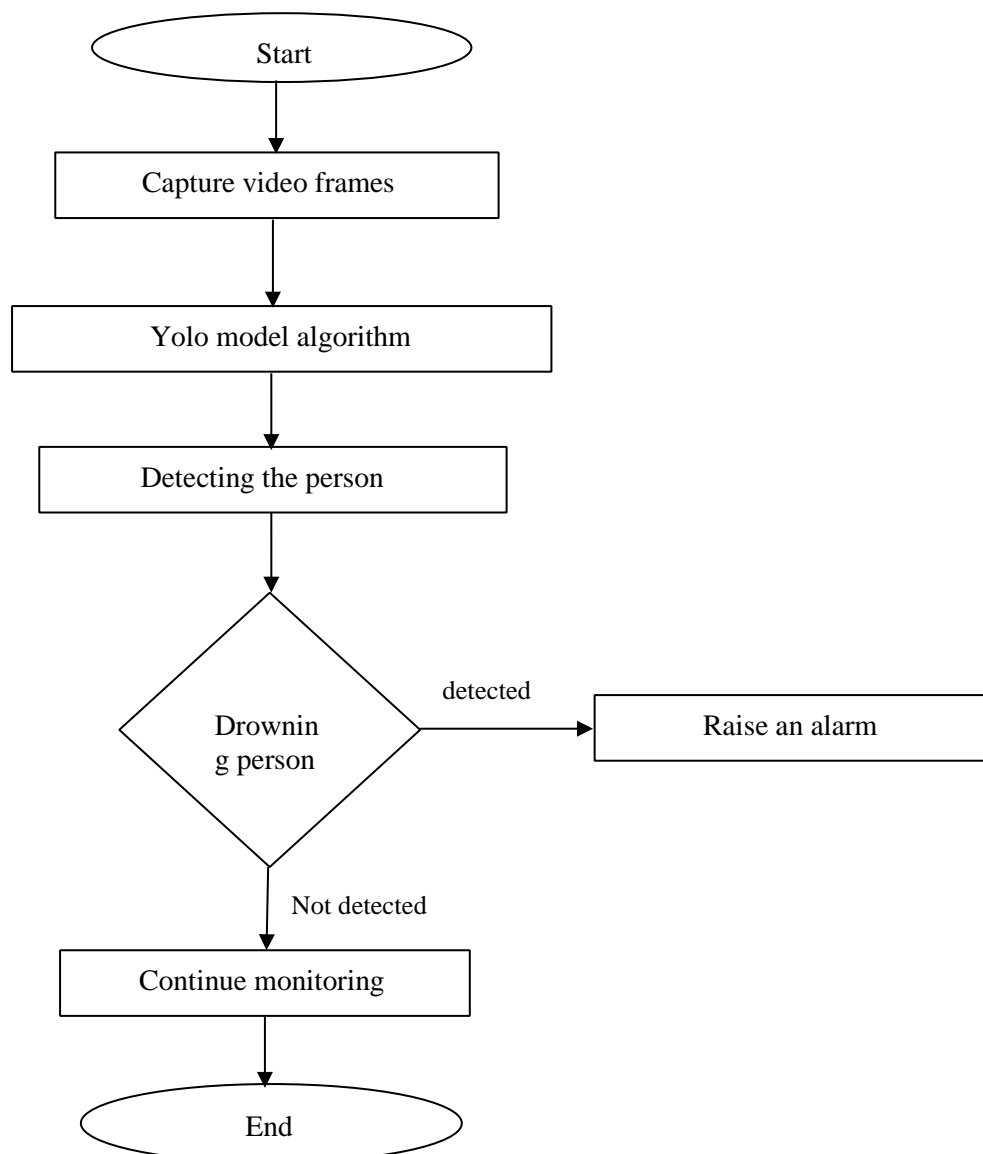 Start
Capture video frames
Yolo model algorithm
Detecting the person
Drownin
g person
detected
Raise an alarm
Not detected
Continue monitoring
End